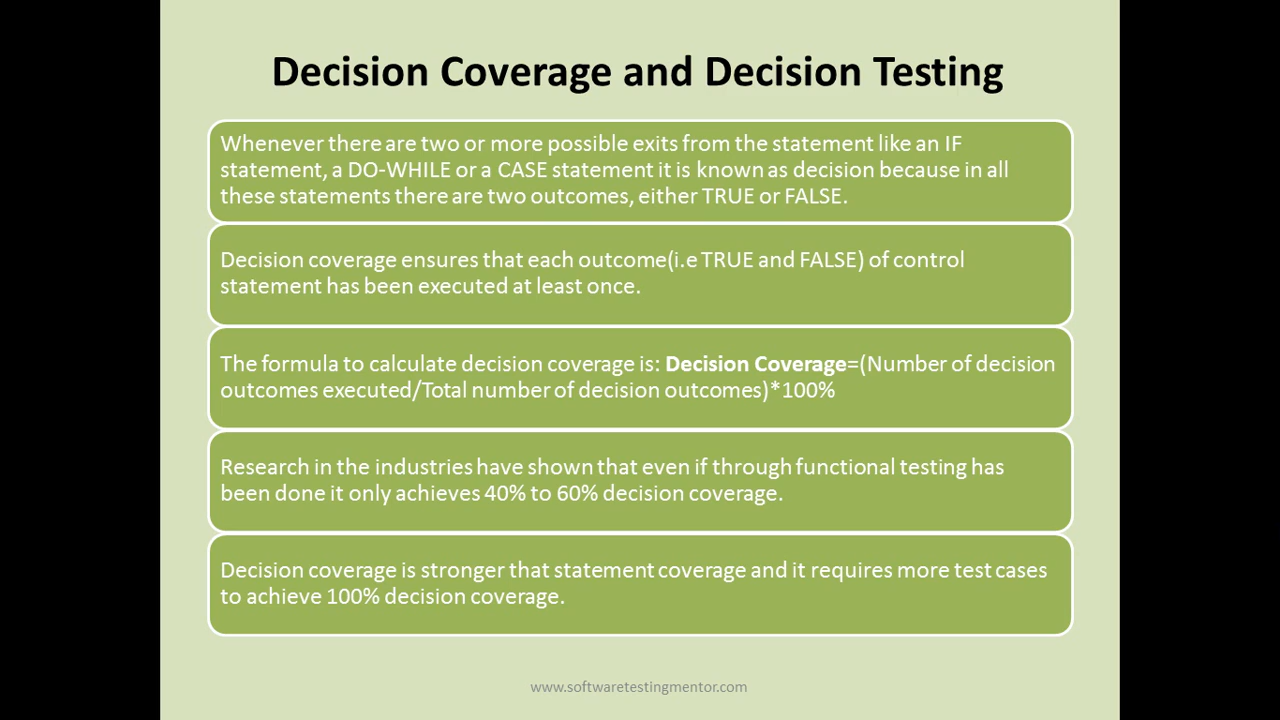 Decision Coverage and Decision Testing
Whenever there are two or more possible exits from the statement like an IF
statement, a DO-WHILE or a CASE statement it is known as decision because in all
these statements there are two outcomes, either TRUE or FALSE.
Decision coverage ensures that each outcome(i.e TRUE and FALSE) of control
statement has been executed at least once.
The formula to calculate decision coverage is: Decision Coverage=(Number of decision
outcomes executed/Total number of decision outcomes)*100%
Research in the industries have shown that even if through functional testing has
been done it only achieves 40% to 60% decision coverage.
Decision coverage is stronger that statement coverage and it requires more test cases
to achieve 100% decision coverage.
www.softwaretestingmentor.com